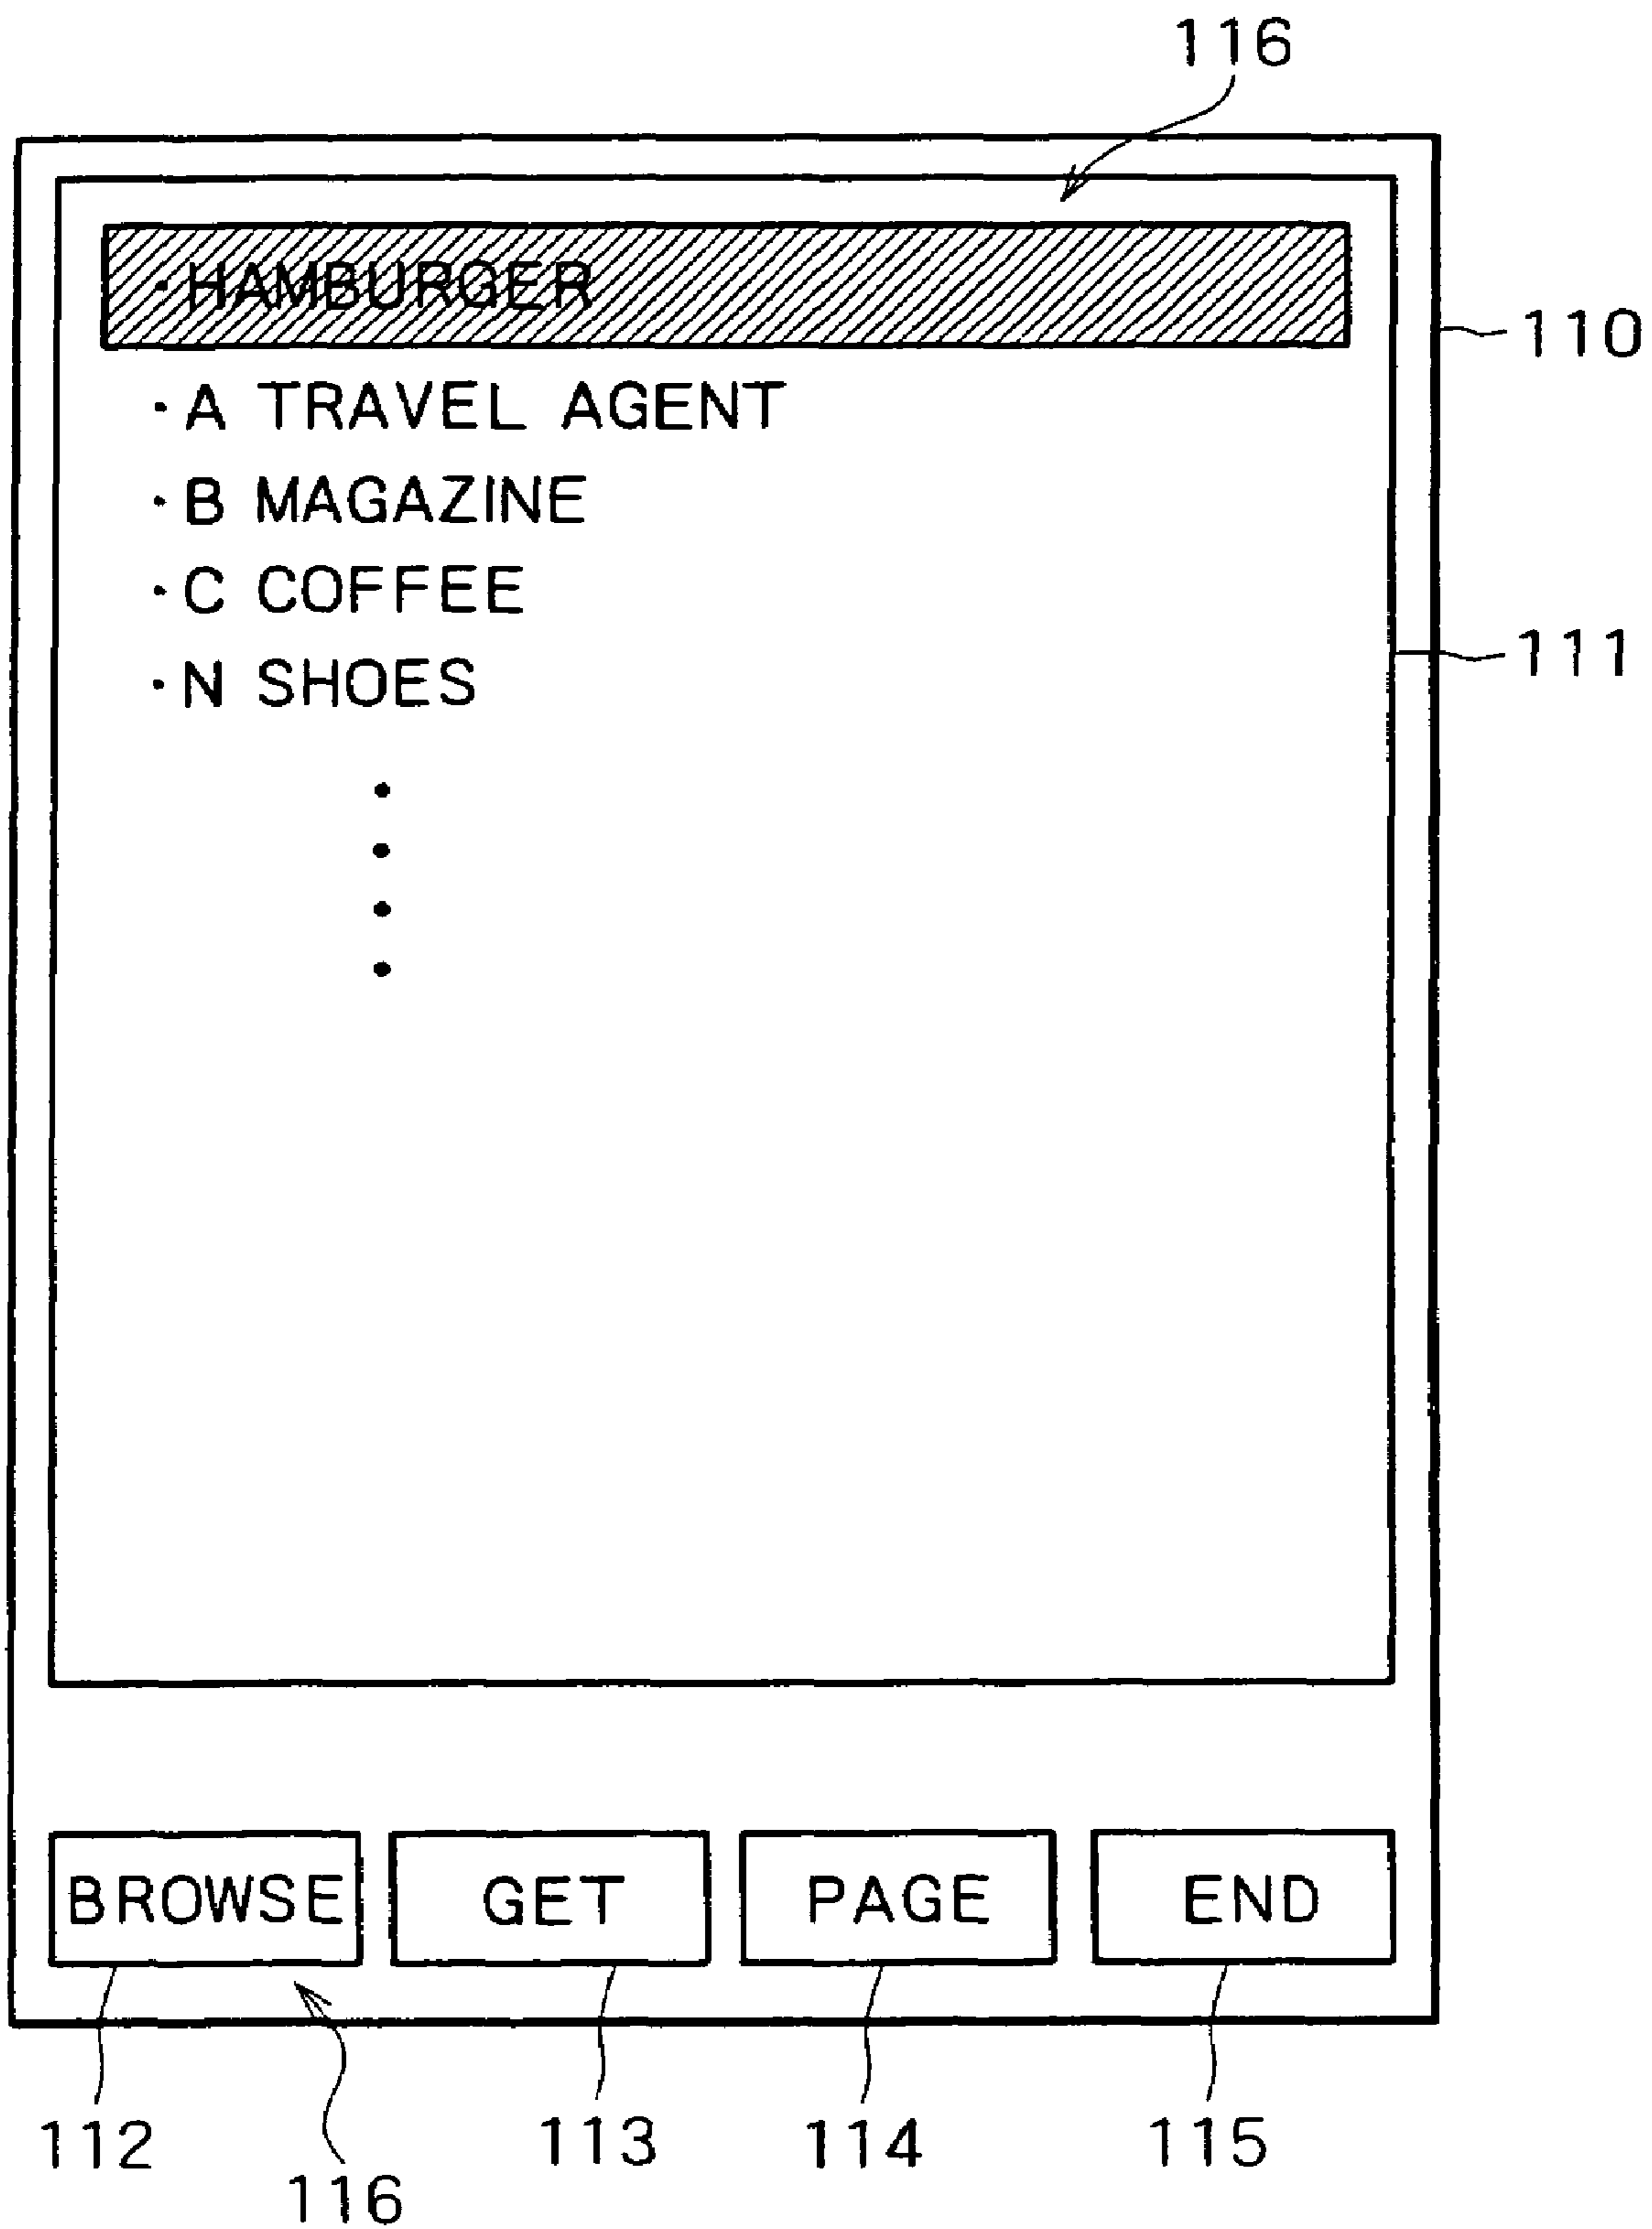 116
· HAMBURGER
110
· A TRAVEL AGENT
· B MAGAZINE
· C COFFEE
111
· N SHOES
BROWSE GET PAGE END
112 113 114 115
116